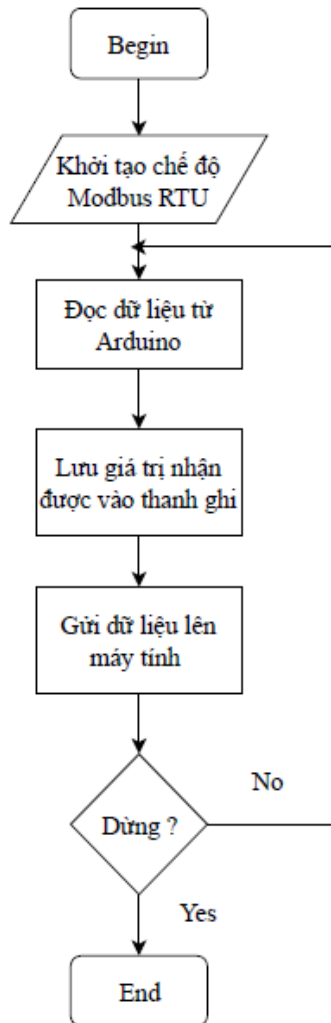 Begin
Khởi tạo chế độ
Modbus RTU
Đọc dữ liệu từ
Arduino
Lưu giá trị nhận
được vào thanh ghi
Gửi dữ liệu lên
máy tính
No
Dừng ?
Yes
End